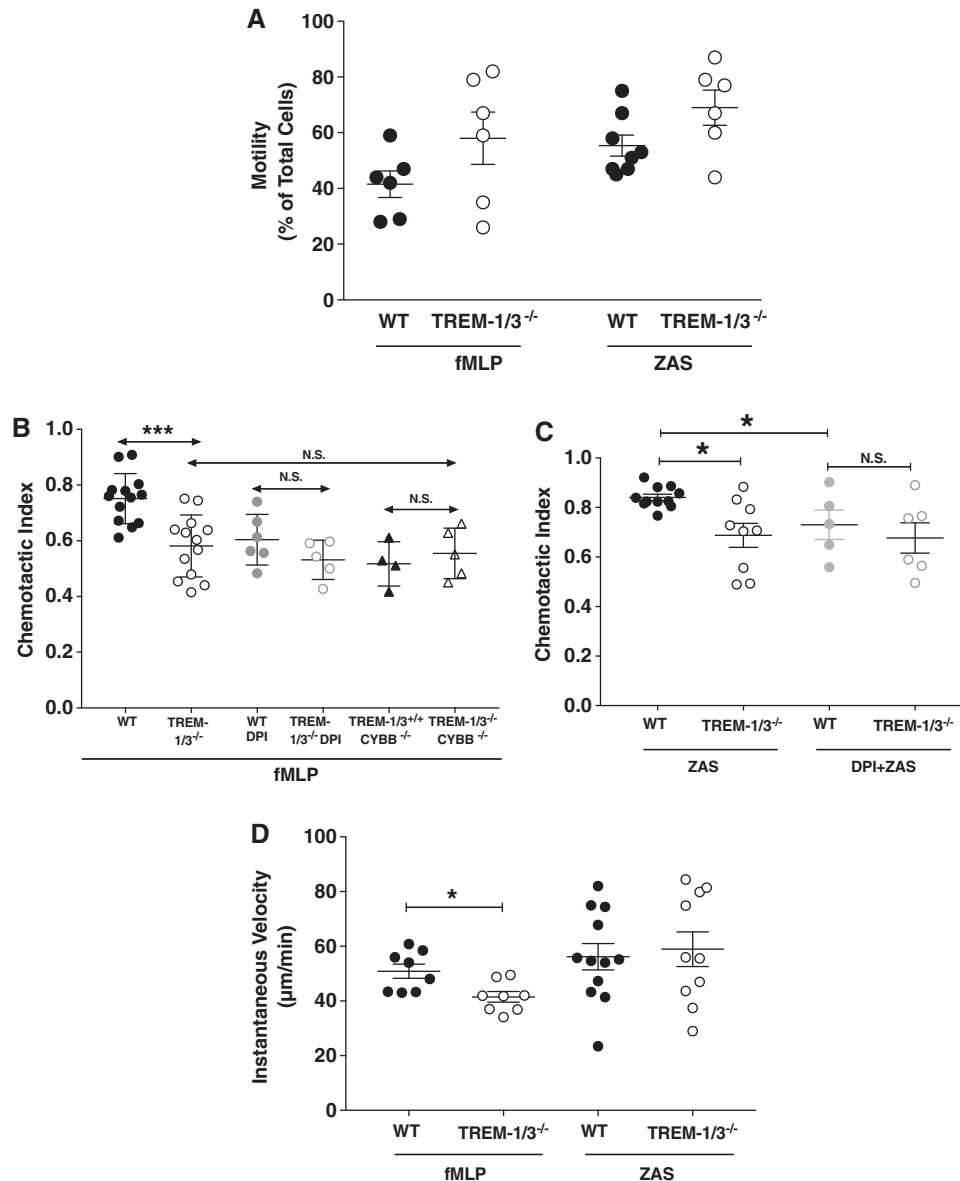 A
100
80
60
40
20
0
Motility
(% of Total Cells)
WT TREM-1/3 -/- WT TREM-1/3 -/-
fMLP ZAS
B
1.0
0.8
0.6
0.4
0.2
0.0
Chemotactic Index
***
N.S.
N.S.
N.S.
WT TREM-1/3-/- WT DPI TREM-1/3-/- DPI TREM-1/3+/+ CYBB -/- TREM-1/3-/- CYBB -/-
fMLP
C
1.0
0.8
0.6
0.4
0.2
0.0
Chemotactic Index
*
*
N.S.
WT TREM-1/3-/- WT TREM-1/3-/-
ZAS DPI+ZAS
D
100
80
60
40
20
0
Instantaneous Velocity
(µm/min)
*
WT TREM-1/3-/- WT TREM-1/3-/-
fMLP ZAS